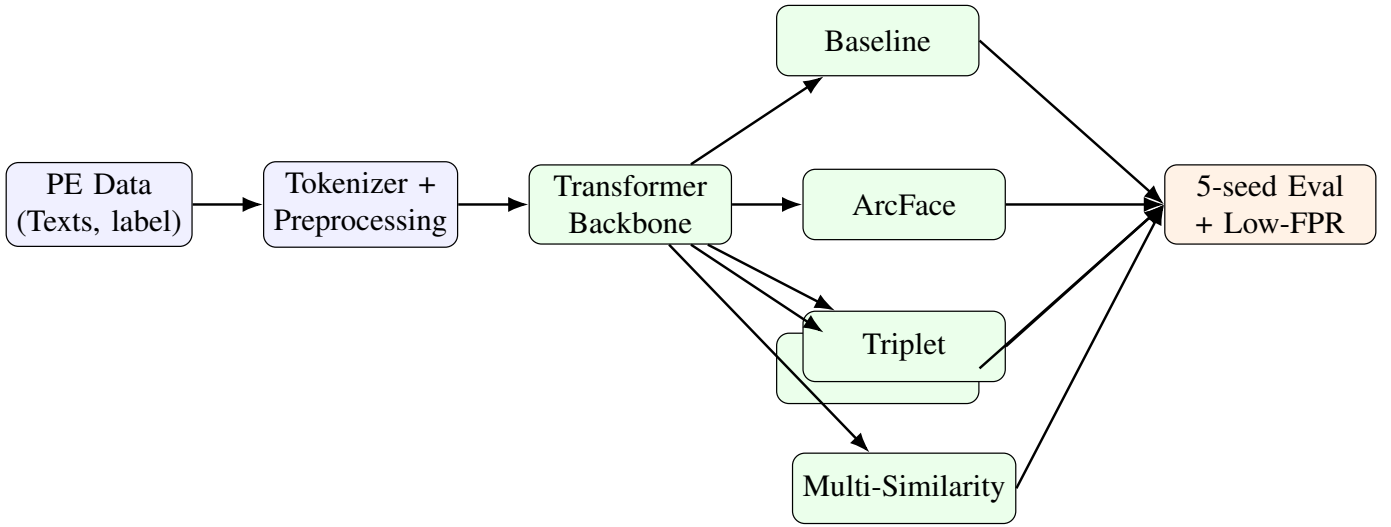 PE Data
(Texts, label)
Tokenizer +
Preprocessing
Transformer
Backbone
Baseline
ArcFace
Triplet
Multi-Similarity
5-seed Eval
+ Low-FPR